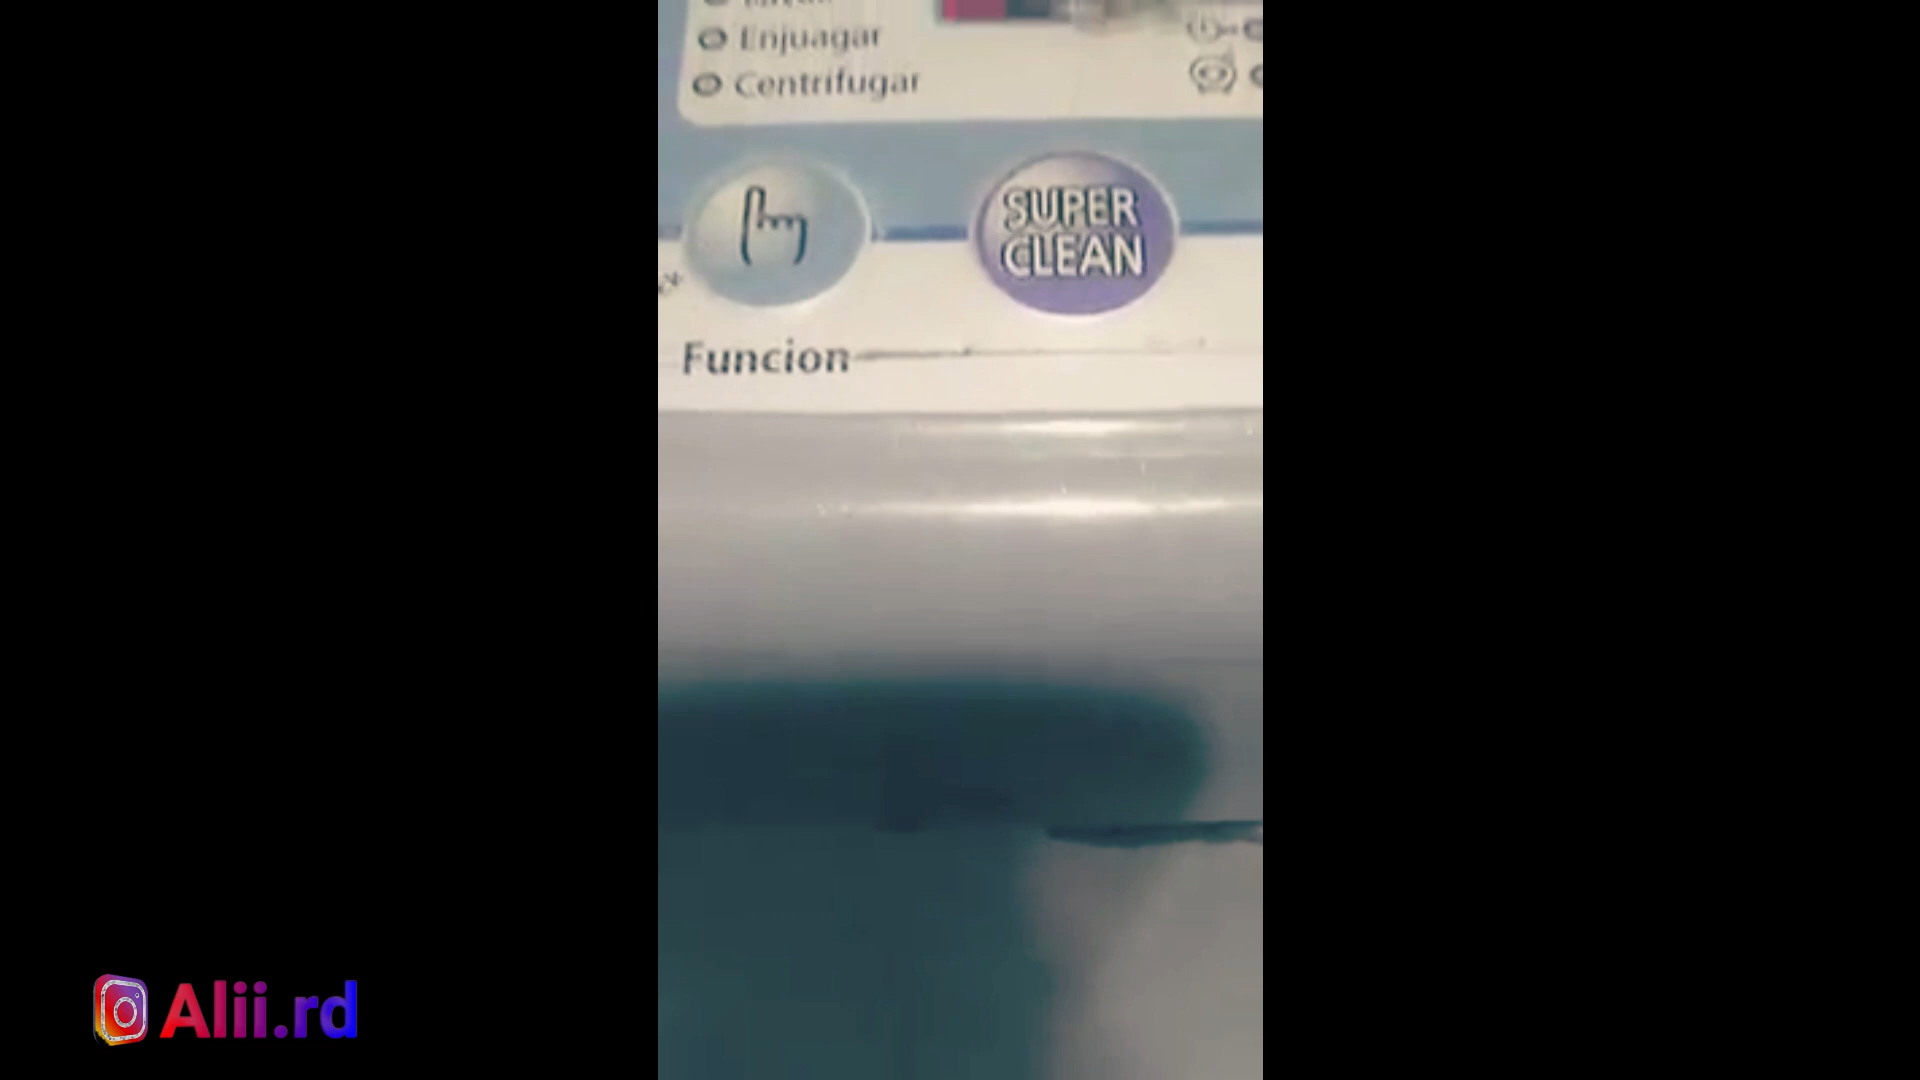 Enjuagar
Centrifugar
SUPER
CLEAN
Funcion
Alii.rd